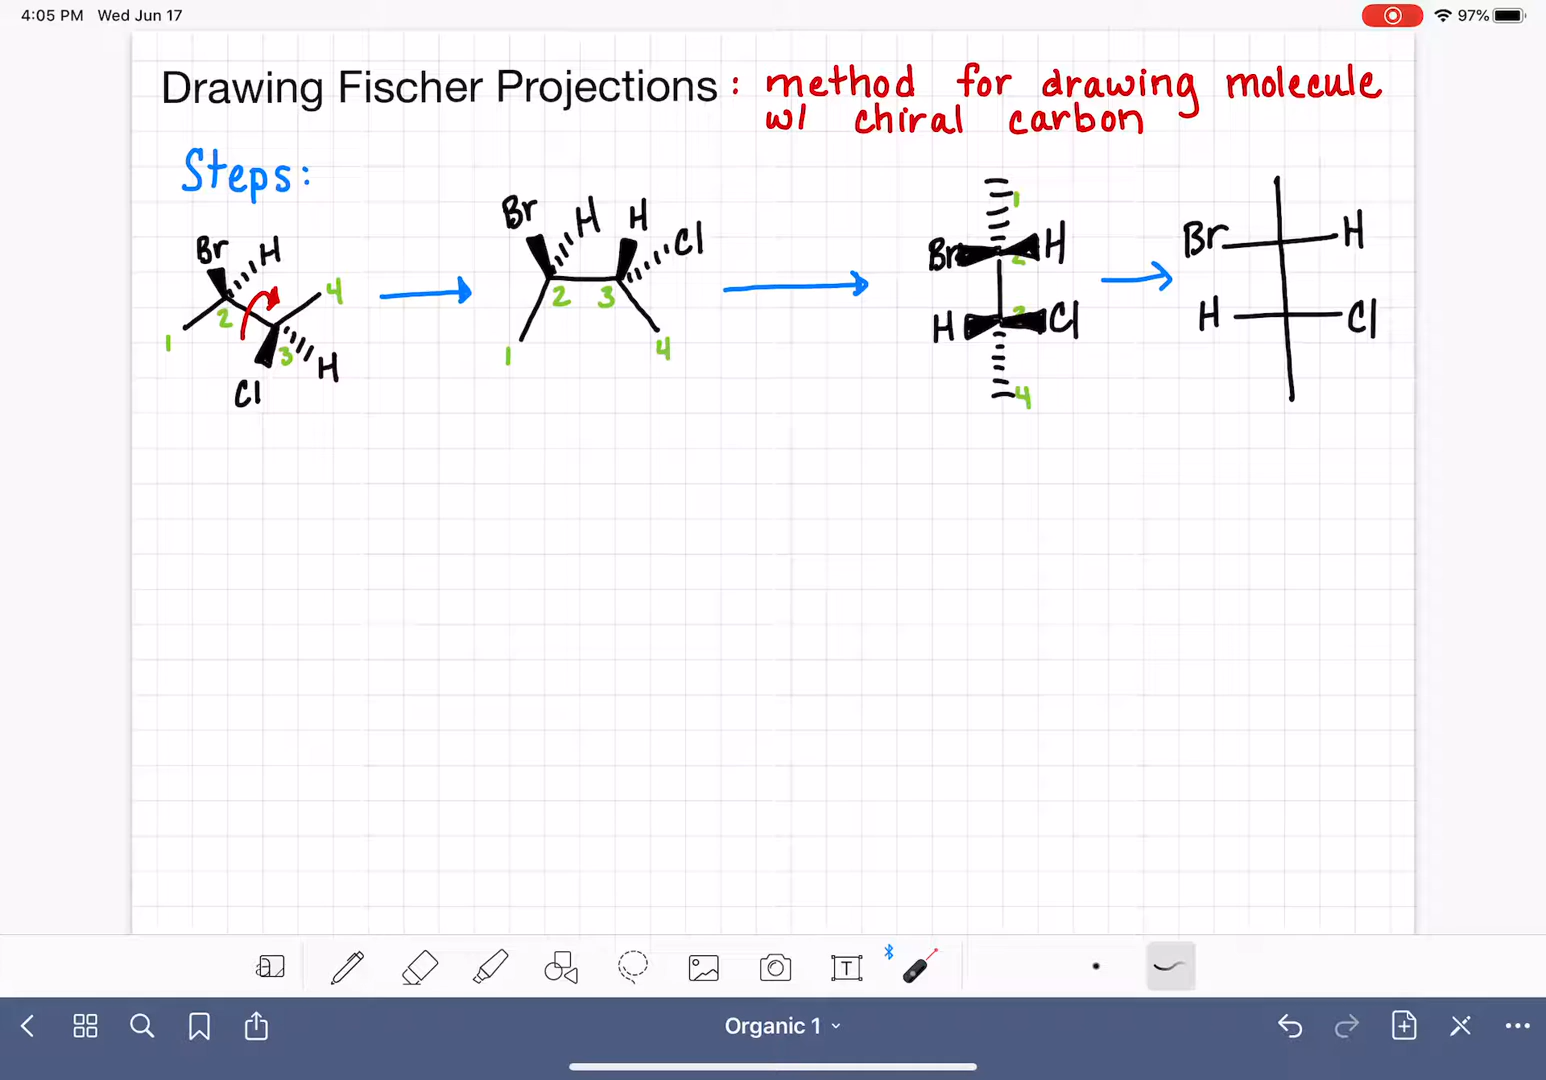 4:05 PM Wed Jun 17
97%
Drawing Fischer Projections : method for drawing molecule
w/ chiral carbon
Steps:
Br H
1 2 3 4
Cl H
Br H H Cl
1 2 3 4
1
Br H
2
H 3 Cl
4
Br H
H Cl
T
Organic 1